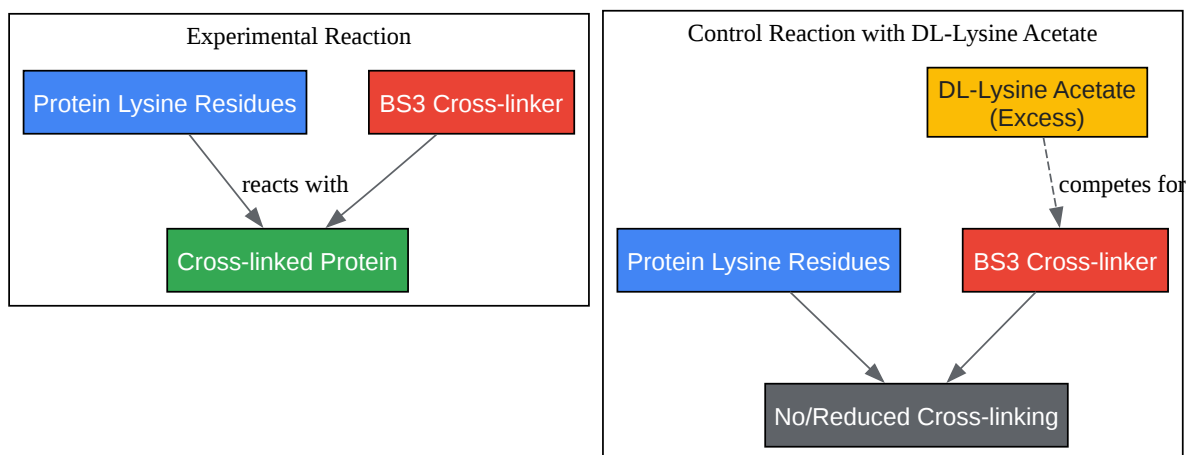 Experimental Reaction
Protein Lysine Residues
BS3 Cross-linker
reacts with
Cross-linked Protein
Control Reaction with DL-Lysine Acetate
DL-Lysine Acetate
(Excess)
competes for
Protein Lysine Residues
BS3 Cross-linker
No/Reduced Cross-linking